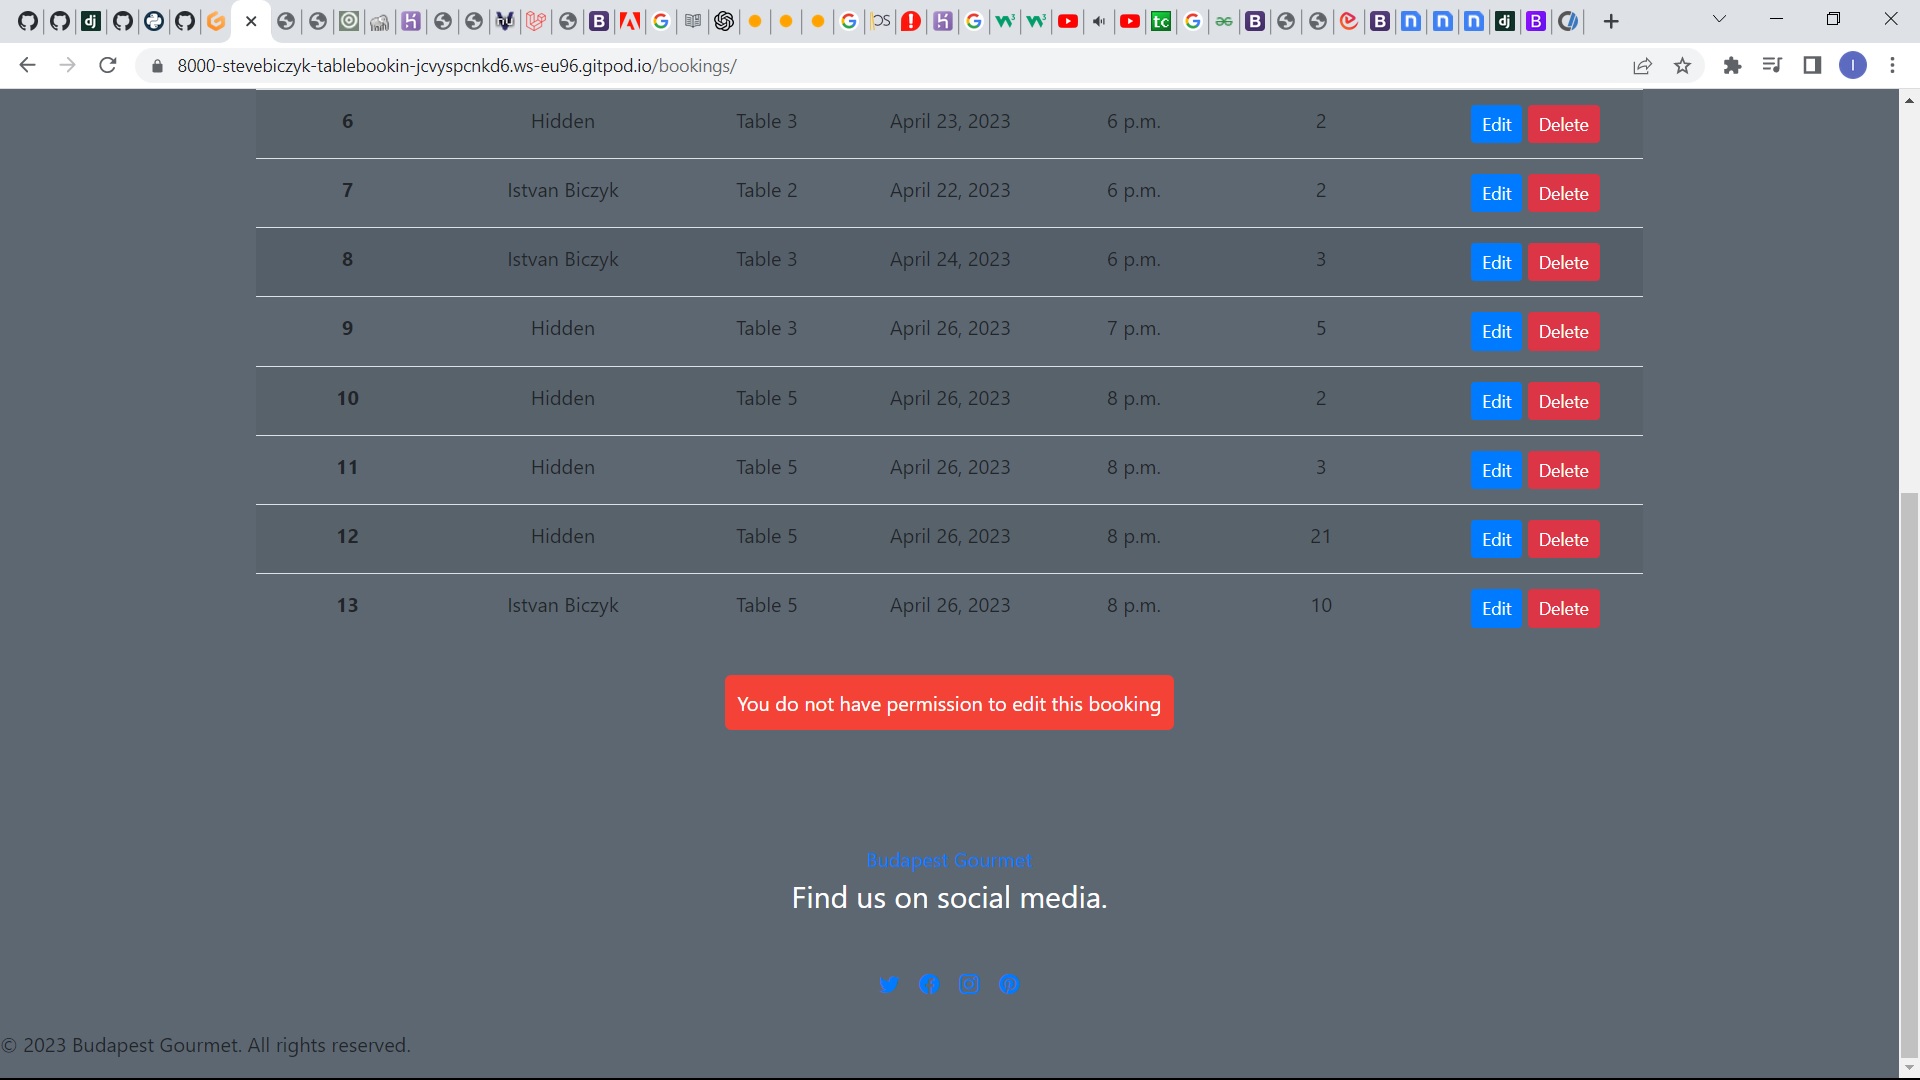 8000-stevebiczyk-tablebookin-jcvyspcnkd6.ws-eu96.gitpod.io/bookings/
6 Hidden Table 3 April 23, 2023 6 p.m. 2 Edit Delete
7 Istvan Biczyk Table 2 April 22, 2023 6 p.m. 2 Edit Delete
8 Istvan Biczyk Table 3 April 24, 2023 6 p.m. 3 Edit Delete
9 Hidden Table 3 April 26, 2023 7 p.m. 5 Edit Delete
10 Hidden Table 5 April 26, 2023 8 p.m. 2 Edit Delete
11 Hidden Table 5 April 26, 2023 8 p.m. 3 Edit Delete
12 Hidden Table 5 April 26, 2023 8 p.m. 21 Edit Delete
13 Istvan Biczyk Table 5 April 26, 2023 8 p.m. 10 Edit Delete
You do not have permission to edit this booking
Budapest Gourmet
Find us on social media.
© 2023 Budapest Gourmet. All rights reserved.